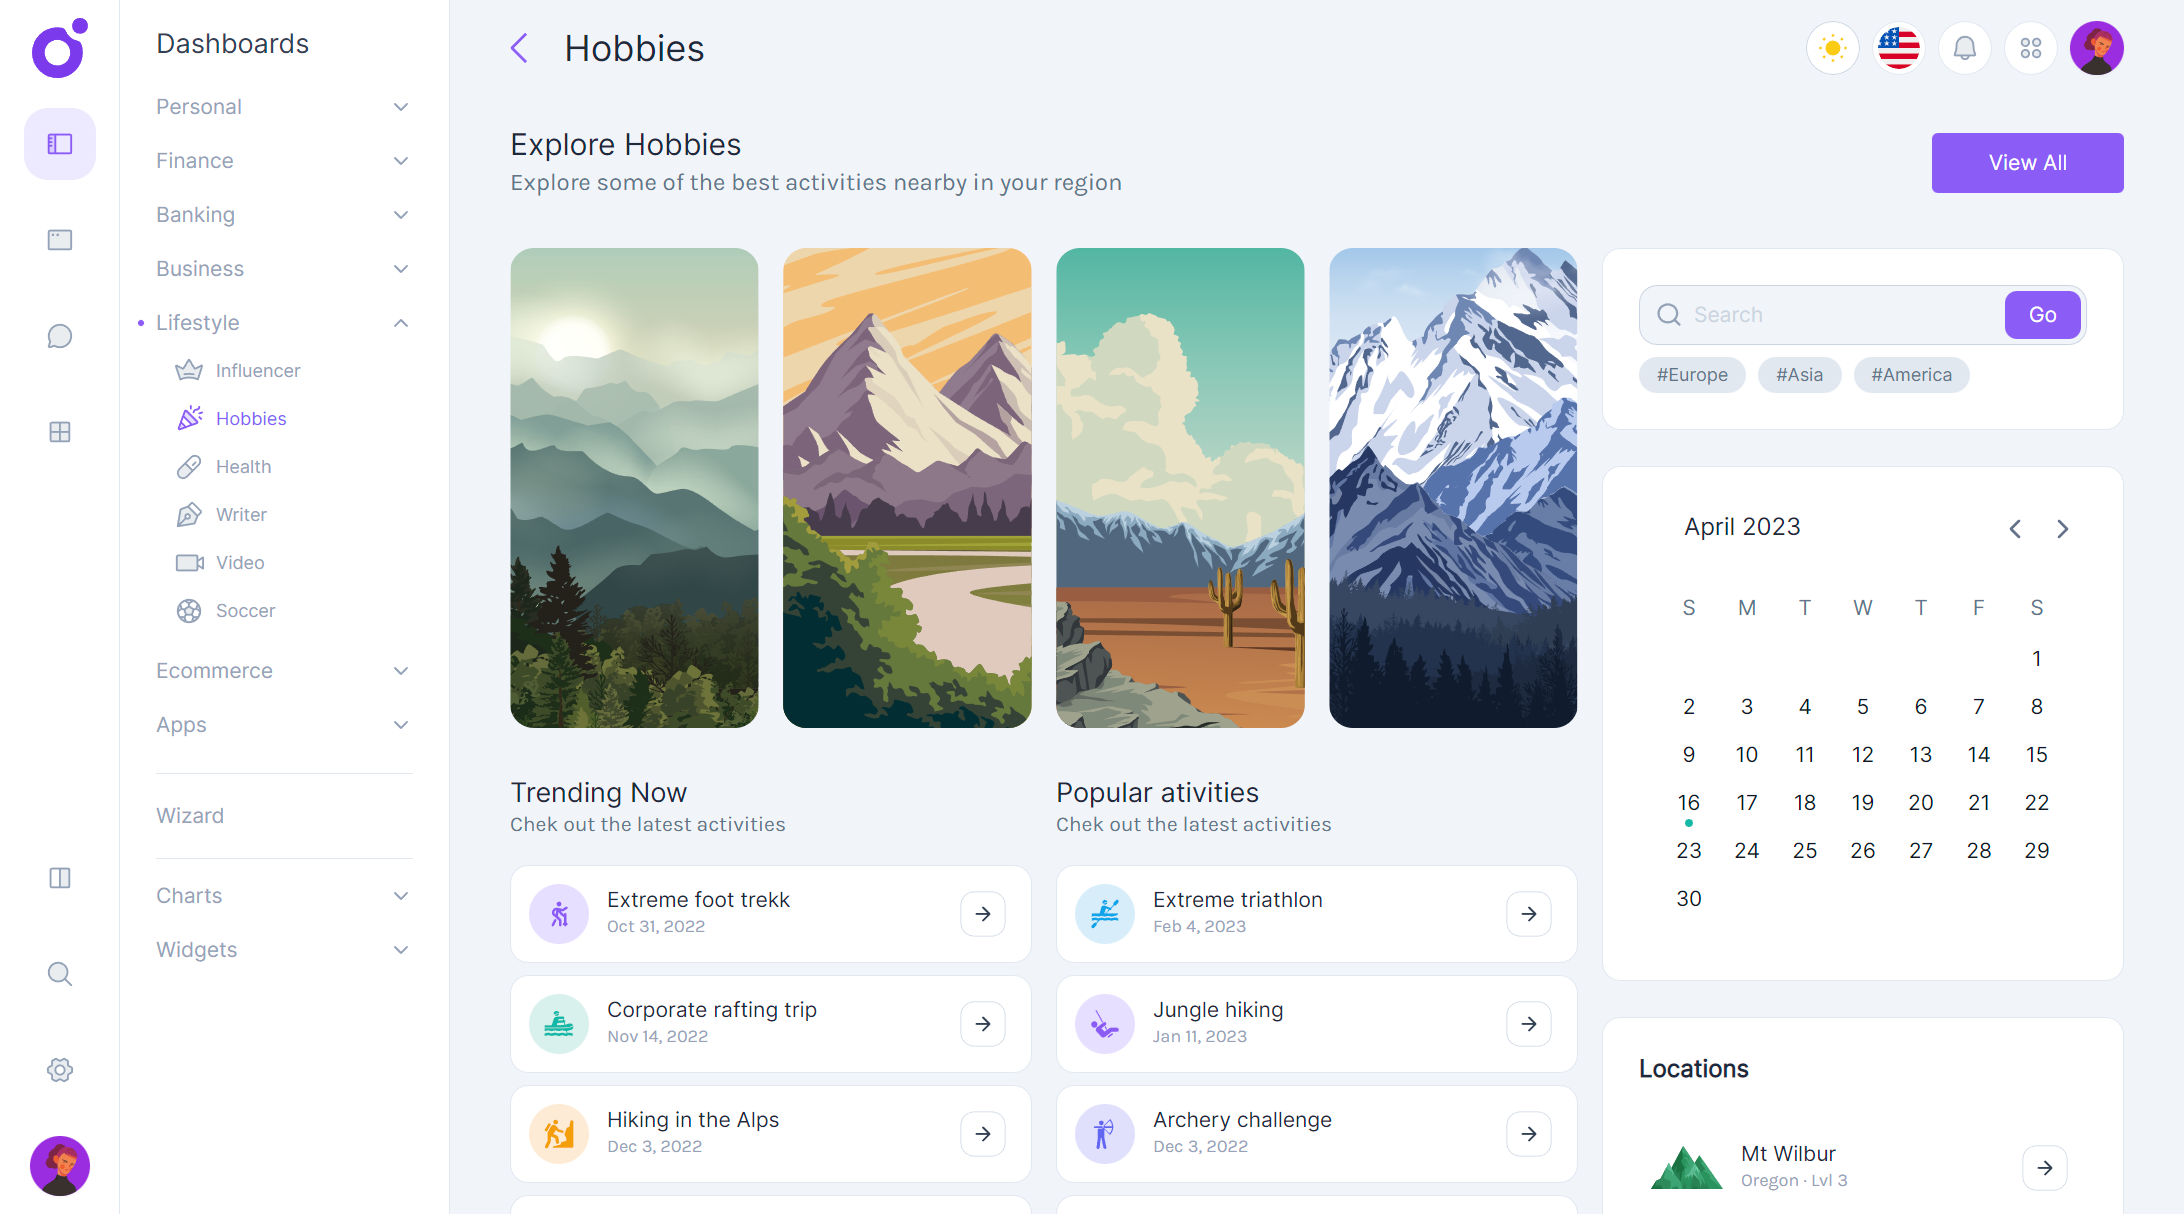 Dashboards
Personal
Finance
Banking
Business
Lifestyle
Influencer
Hobbies
Health
Writer
Video
Soccer
Ecommerce
Apps
Wizard
Charts
Widgets
Hobbies
Explore Hobbies
Explore some of the best activities nearby in your region
View All
Trending Now
Chek out the latest activities
Extreme foot trekk
Oct 31, 2022
Corporate rafting trip
Nov 14, 2022
Hiking in the Alps
Dec 3, 2022
Popular ativities
Chek out the latest activities
Extreme triathlon
Feb 4, 2023
Jungle hiking
Jan 11, 2023
Archery challenge
Dec 3, 2022
Search
Go
#Europe #Asia #America
April 2023
S M T W T F S
1
2 3 4 5 6 7 8
9 10 11 12 13 14 15
16 17 18 19 20 21 22
23 24 25 26 27 28 29
30
Locations
Mt Wilbur
Oregon · Lvl 3